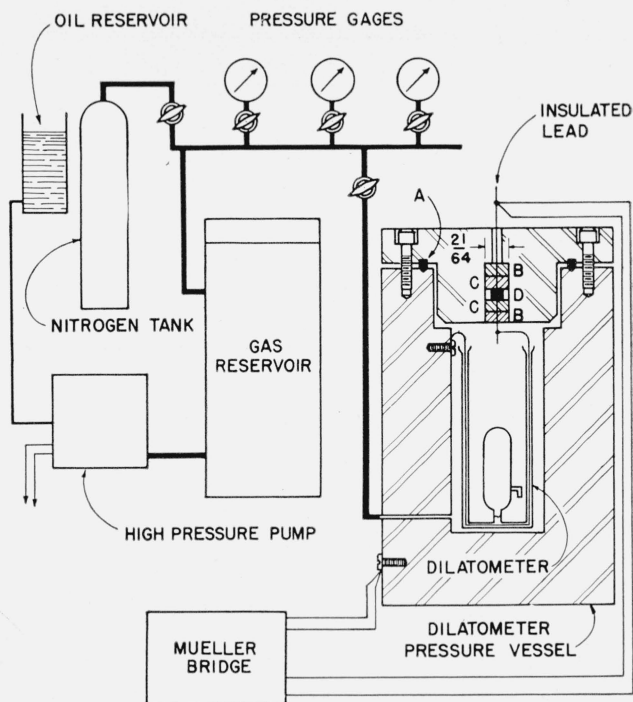 OIL RESERVOIR
PRESSURE GAGES
INSULATED
LEAD
A
21
64
B
C
D
C
B
NITROGEN TANK
GAS
RESERVOIR
HIGH PRESSURE PUMP
DILATOMETER
DILATOMETER
PRESSURE VESSEL
MUELLER
BRIDGE